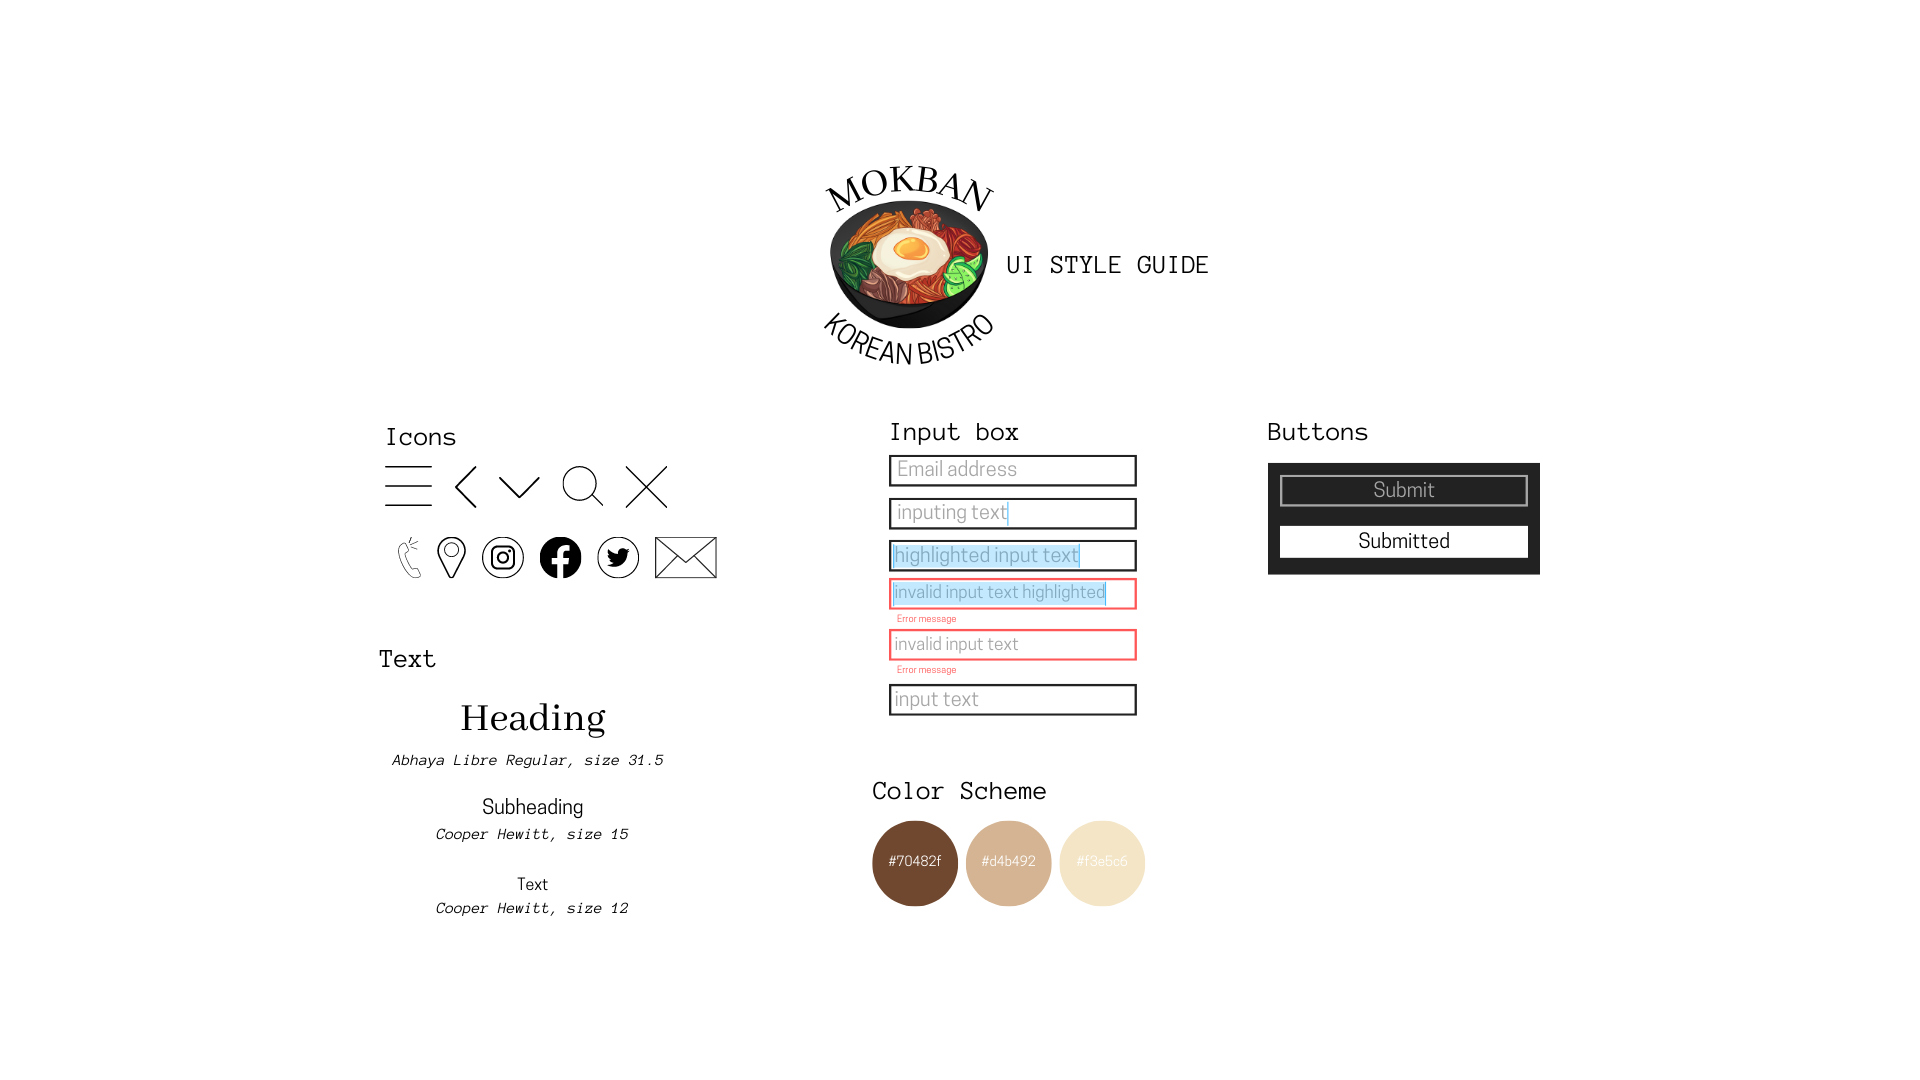 MOKBAN
KOREAN BISTRO
UI STYLE GUIDE
Icons
Text
Heading
Abhaya Libre Regular, size 31.5
Subheading
Cooper Hewitt, size 15
Text
Cooper Hewitt, size 12
Input box
Email address
inputing text
highlighted input text
invalid input text highlighted
Error message
invalid input text
Error message
input text
Color Scheme
#70482f
#d4b492
#f3e5c6
Buttons
Submit
Submitted